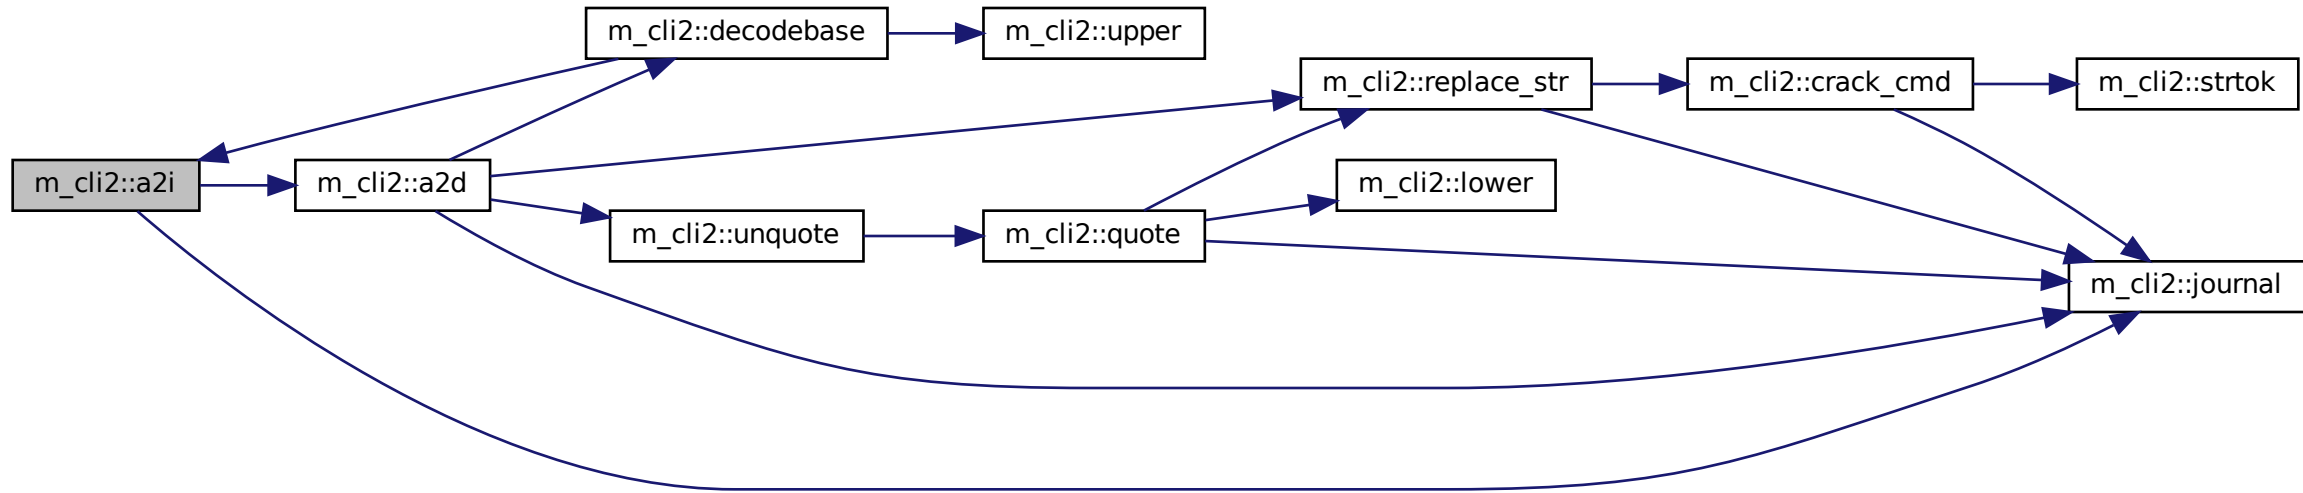 m_cli2::decodebase
m_cli2::upper
m_cli2::replace_str
m_cli2::crack_cmd
m_cli2::strtok
m_cli2::a2i
m_cli2::a2d
m_cli2::lower
m_cli2::unquote
m_cli2::quote
m_cli2::journal